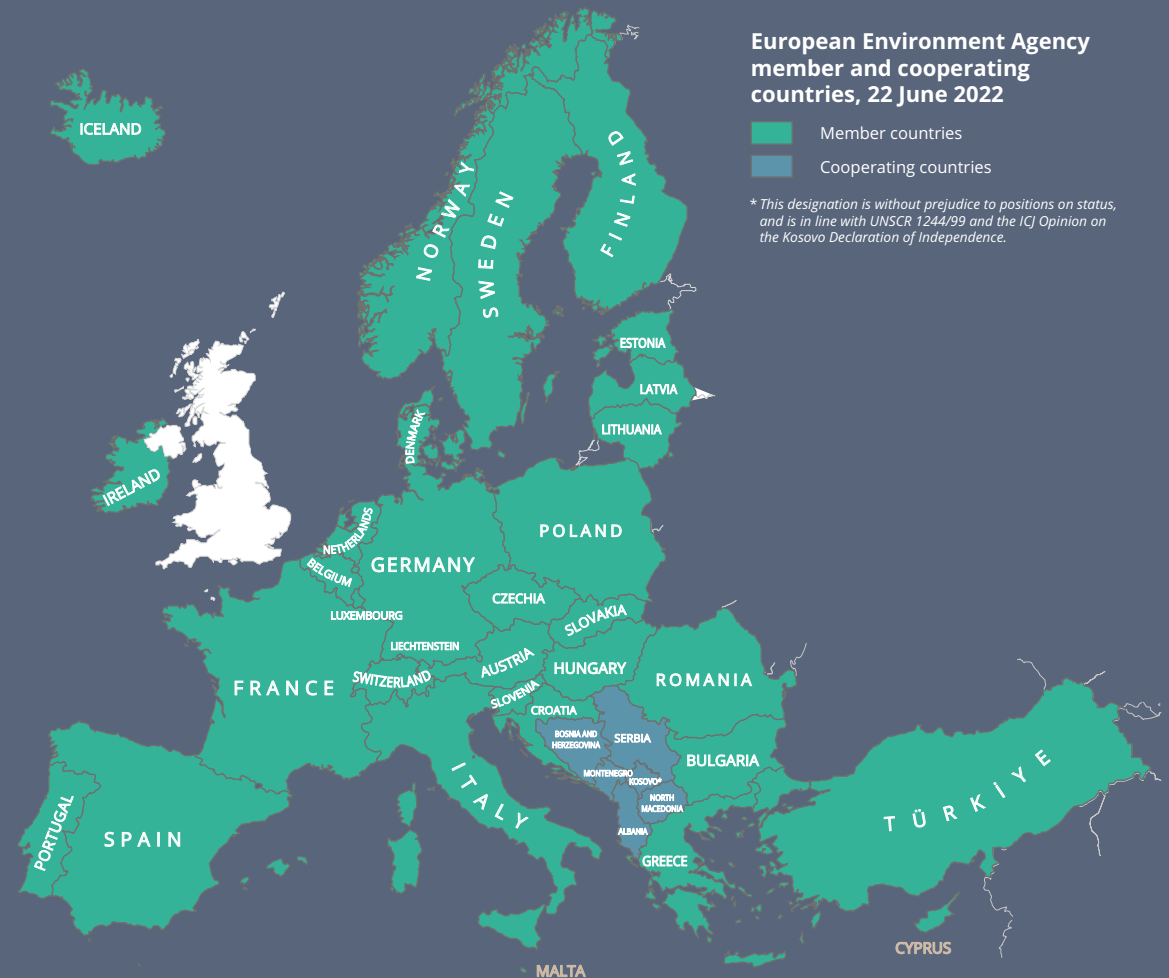 European Environment Agency
member and cooperating
countries, 22 June 2022
Member countries
Cooperating countries
* This designation is without prejudice to positions on status,
and is in line with UNSCR 1244/99 and the ICJ Opinion on
the Kosovo Declaration of Independence.
ICELAND
NORWAY
SWEDEN
FINLAND
ESTONIA
LATVIA
LITHUANIA
DENMARK
IRELAND
NETHERLANDS
BELGIUM
GERMANY
POLAND
LUXEMBOURG
CZECHIA
SLOVAKIA
LIECHTENSTEIN
AUSTRIA
HUNGARY
FRANCE
SWITZERLAND
ROMANIA
SLOVENIA
CROATIA
BOSNIA AND
HERZEGOVINA
SERBIA
BULGARIA
MONTENEGRO
KOSOVO*
NORTH
MACEDONIA
ALBANIA
ITALY
PORTUGAL
SPAIN
GREECE
TÜRKİYE
CYPRUS
MALTA